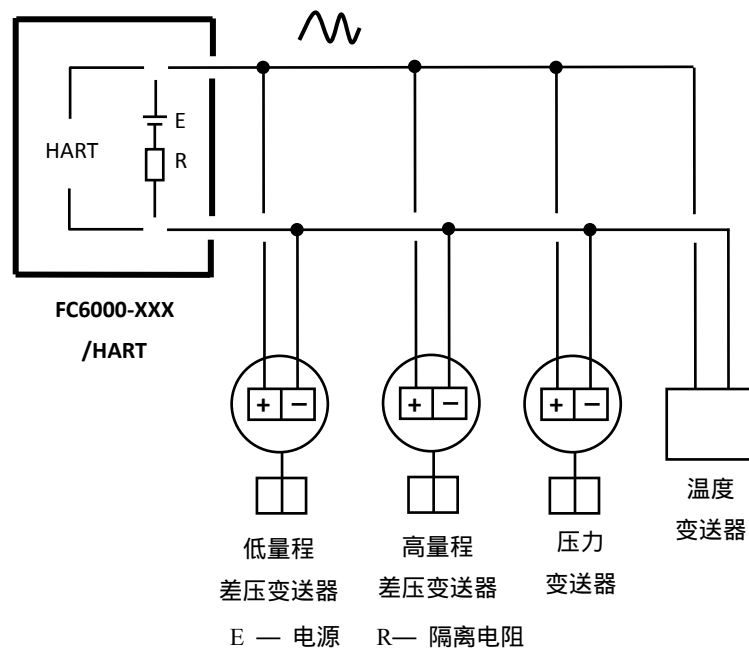 E
HART
R
FC6000-XXX
/HART
+ −
+ −
+ −
低量程
差压变送器
高量程
差压变送器
压力
变送器
温度
变送器
E — 电源 R— 隔离电阻